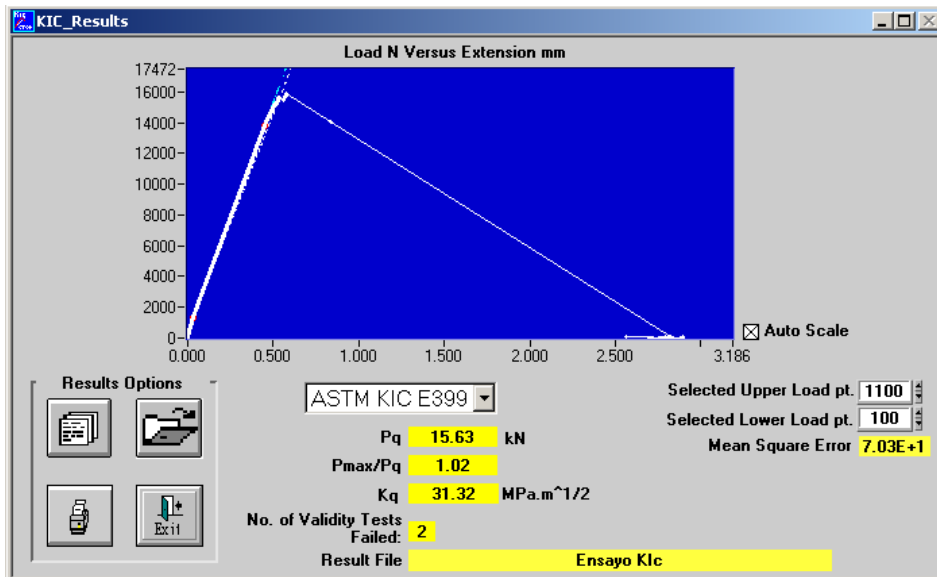 KIC_Results
Load N Versus Extension mm
17472
16000
14000
12000
10000
8000
6000
4000
2000
0
0.000 0.500 1.000 1.500 2.000 2.500 3.186
Auto Scale
Results Options
Exit
ASTM KIC E399
Pq 15.63 kN
Pmax/Pq 1.02
Kq 31.32 MPa.m^1/2
No. of Validity Tests
Failed: 2
Result File Ensayo KIc
Selected Upper Load pt. 1100
Selected Lower Load pt. 100
Mean Square Error 7.03E+1